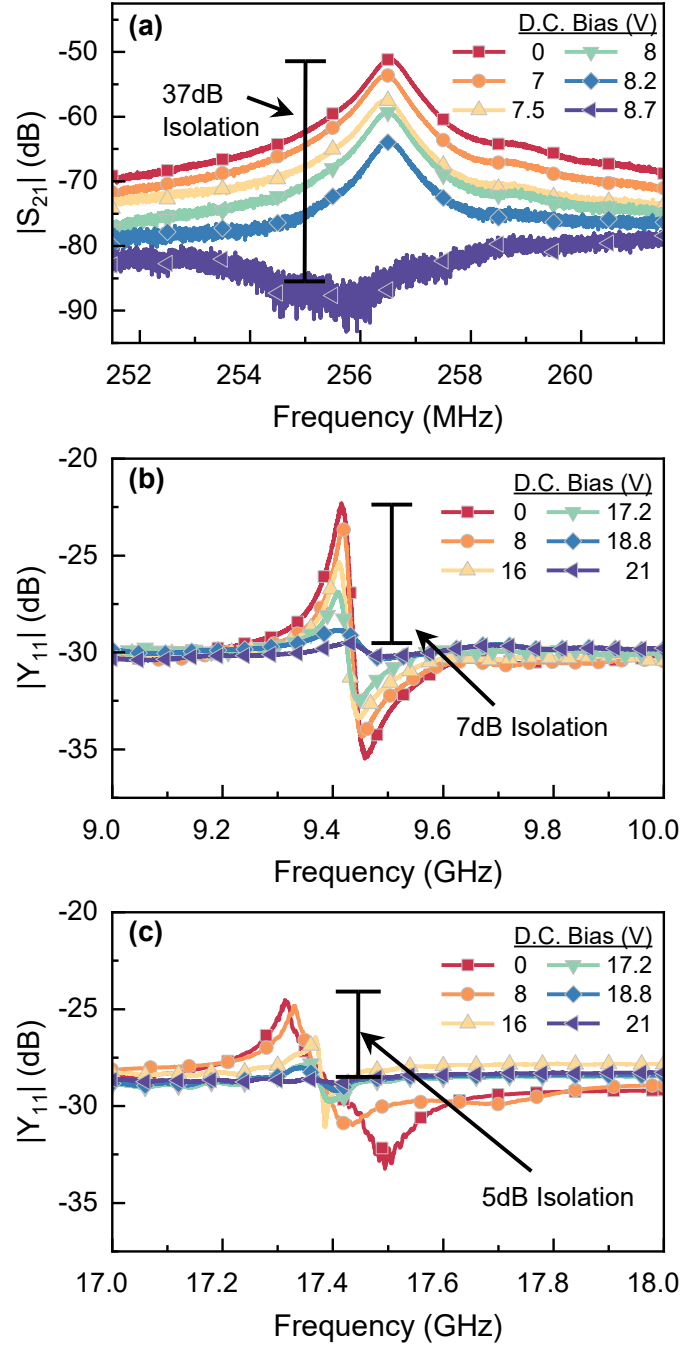 (a)
D.C. Bias (V)
0 8
7 8.2
7.5 8.7
37dB
Isolation
|S21| (dB)
-50
-60
-70
-80
-90
252 254 256 258 260
Frequency (MHz)
(b)
D.C. Bias (V)
0 17.2
8 18.8
16 21
7dB Isolation
|Y11| (dB)
-20
-25
-30
-35
9.0 9.2 9.4 9.6 9.8 10.0
Frequency (GHz)
(c)
D.C. Bias (V)
0 17.2
8 18.8
16 21
5dB Isolation
|Y11| (dB)
-20
-25
-30
-35
17.0 17.2 17.4 17.6 17.8 18.0
Frequency (GHz)